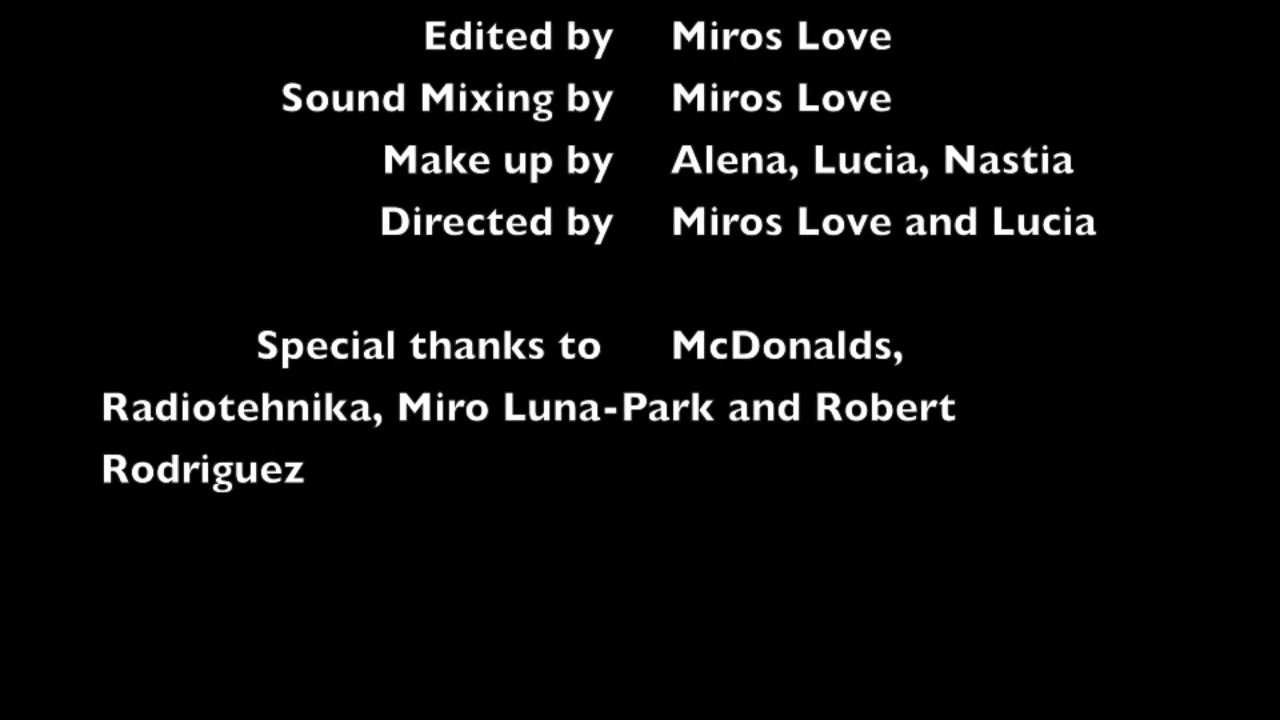 Edited by Miros Love
Sound Mixing by Miros Love
Make up by Alena, Lucia, Nastia
Directed by Miros Love and Lucia
Special thanks to McDonalds,
Radiotehnika, Miro Luna-Park and Robert
Rodriguez